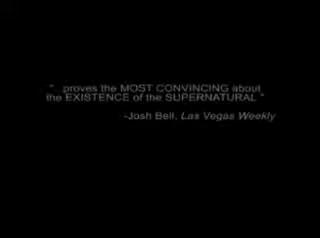 "...proves the MOST CONVINCING about
the EXISTENCE of the SUPERNATURAL "
-Josh Bell, Las Vegas Weekly